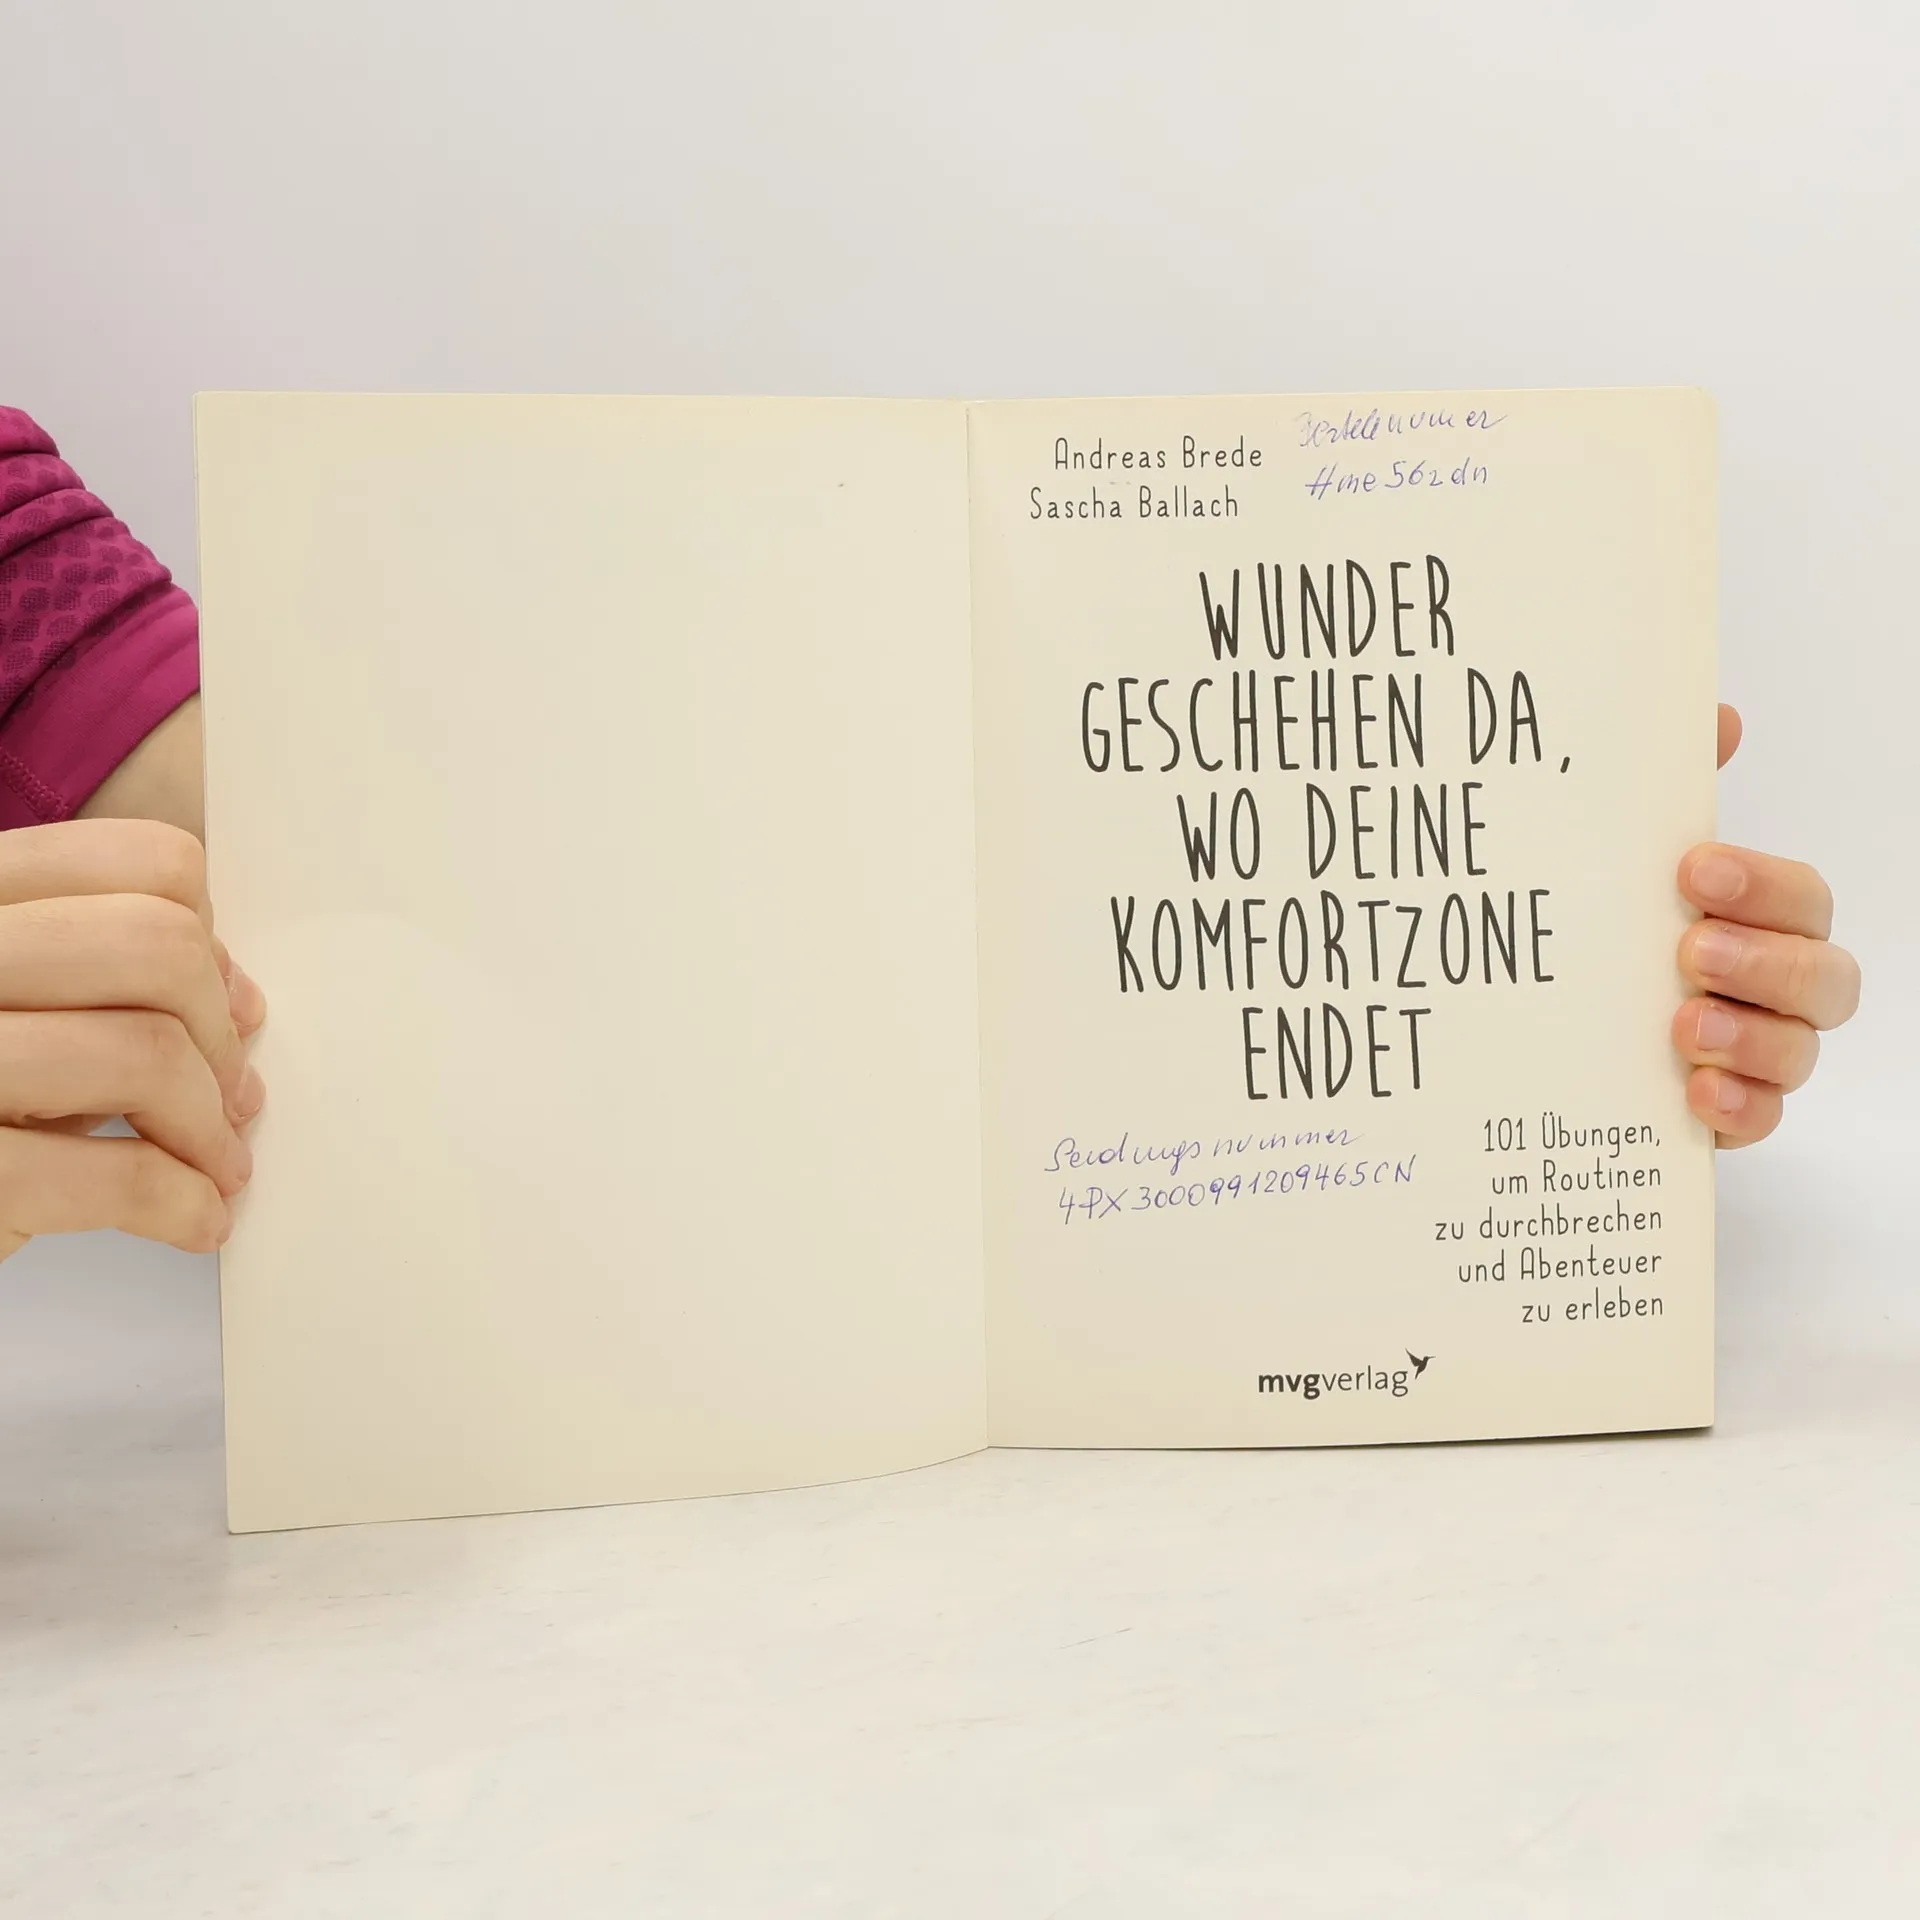 Andreas Brede
Sascha Ballach
Bestellnummer
#me562dn
WUNDER
GESCHEHEN DA,
WO DEINE
KOMFORTZONE
ENDET
Sendungsnummer
4PX3000991209465CN
101 Übungen,
um Routinen
zu durchbrechen
und Abenteuer
zu erleben
mvgverlag